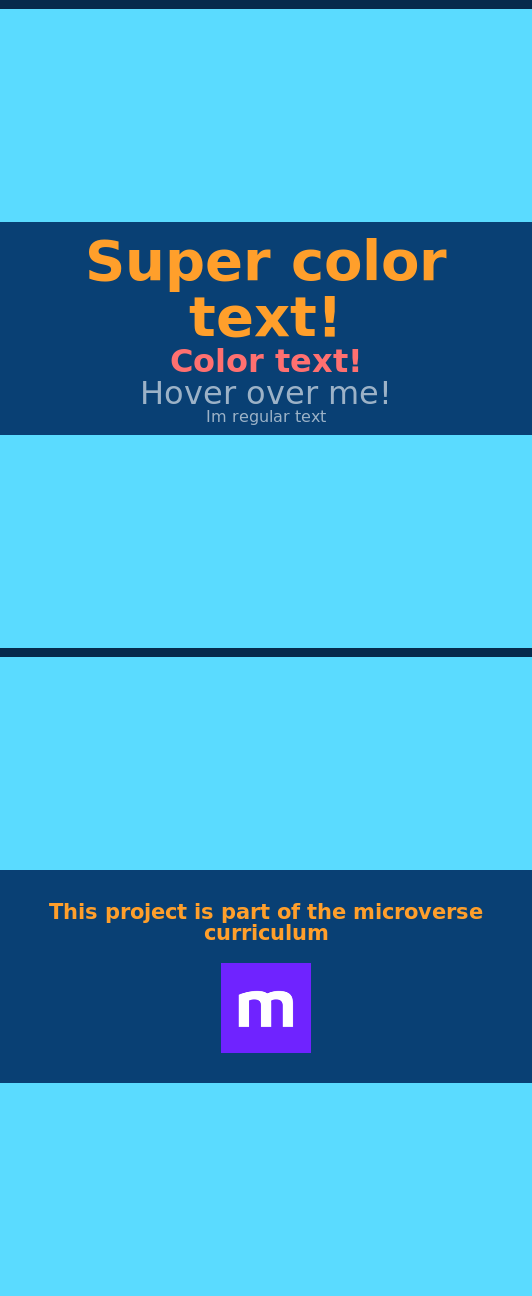 Super color
text!
Color text!
Hover over me!
Im regular text
This project is part of the microverse
curriculum
m